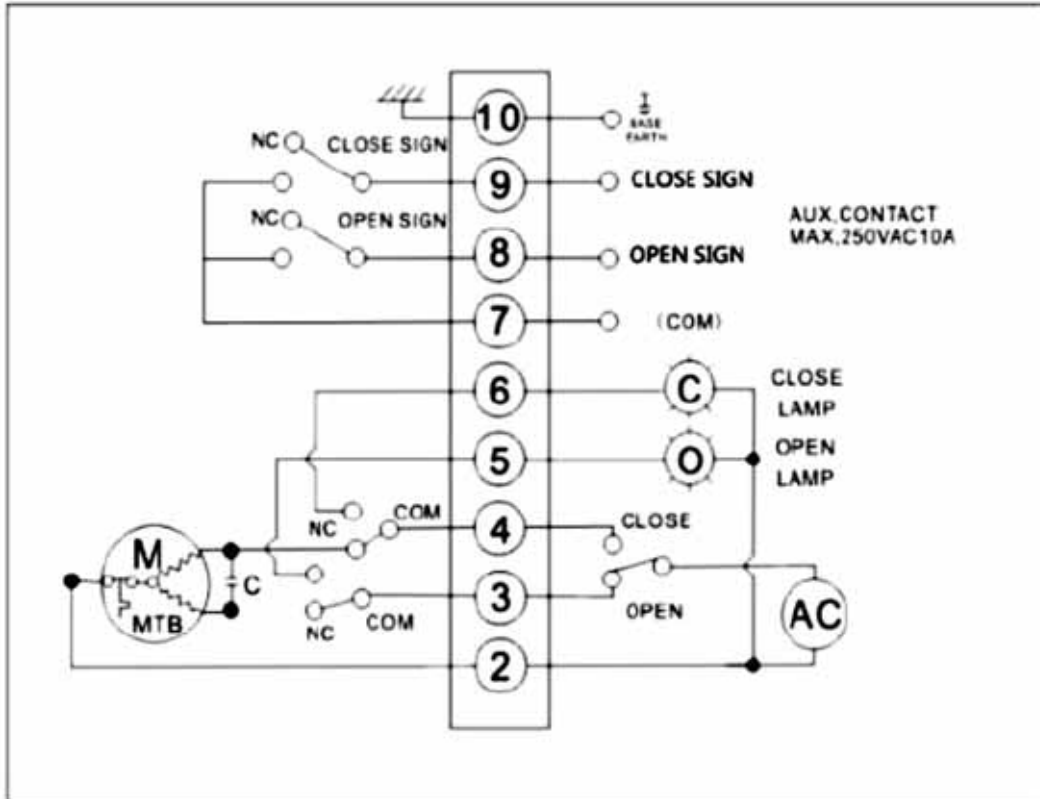 10
BASE
EARTH
NC
CLOSE SIGN
9
CLOSE SIGN
NC
OPEN SIGN
8
OPEN SIGN
AUX.CONTACT
MAX,250VAC10A
7
(COM)
6
C
CLOSE
LAMP
5
O
OPEN
LAMP
NC
COM
4
CLOSE
M
C
MTB
NC
COM
3
OPEN
AC
2